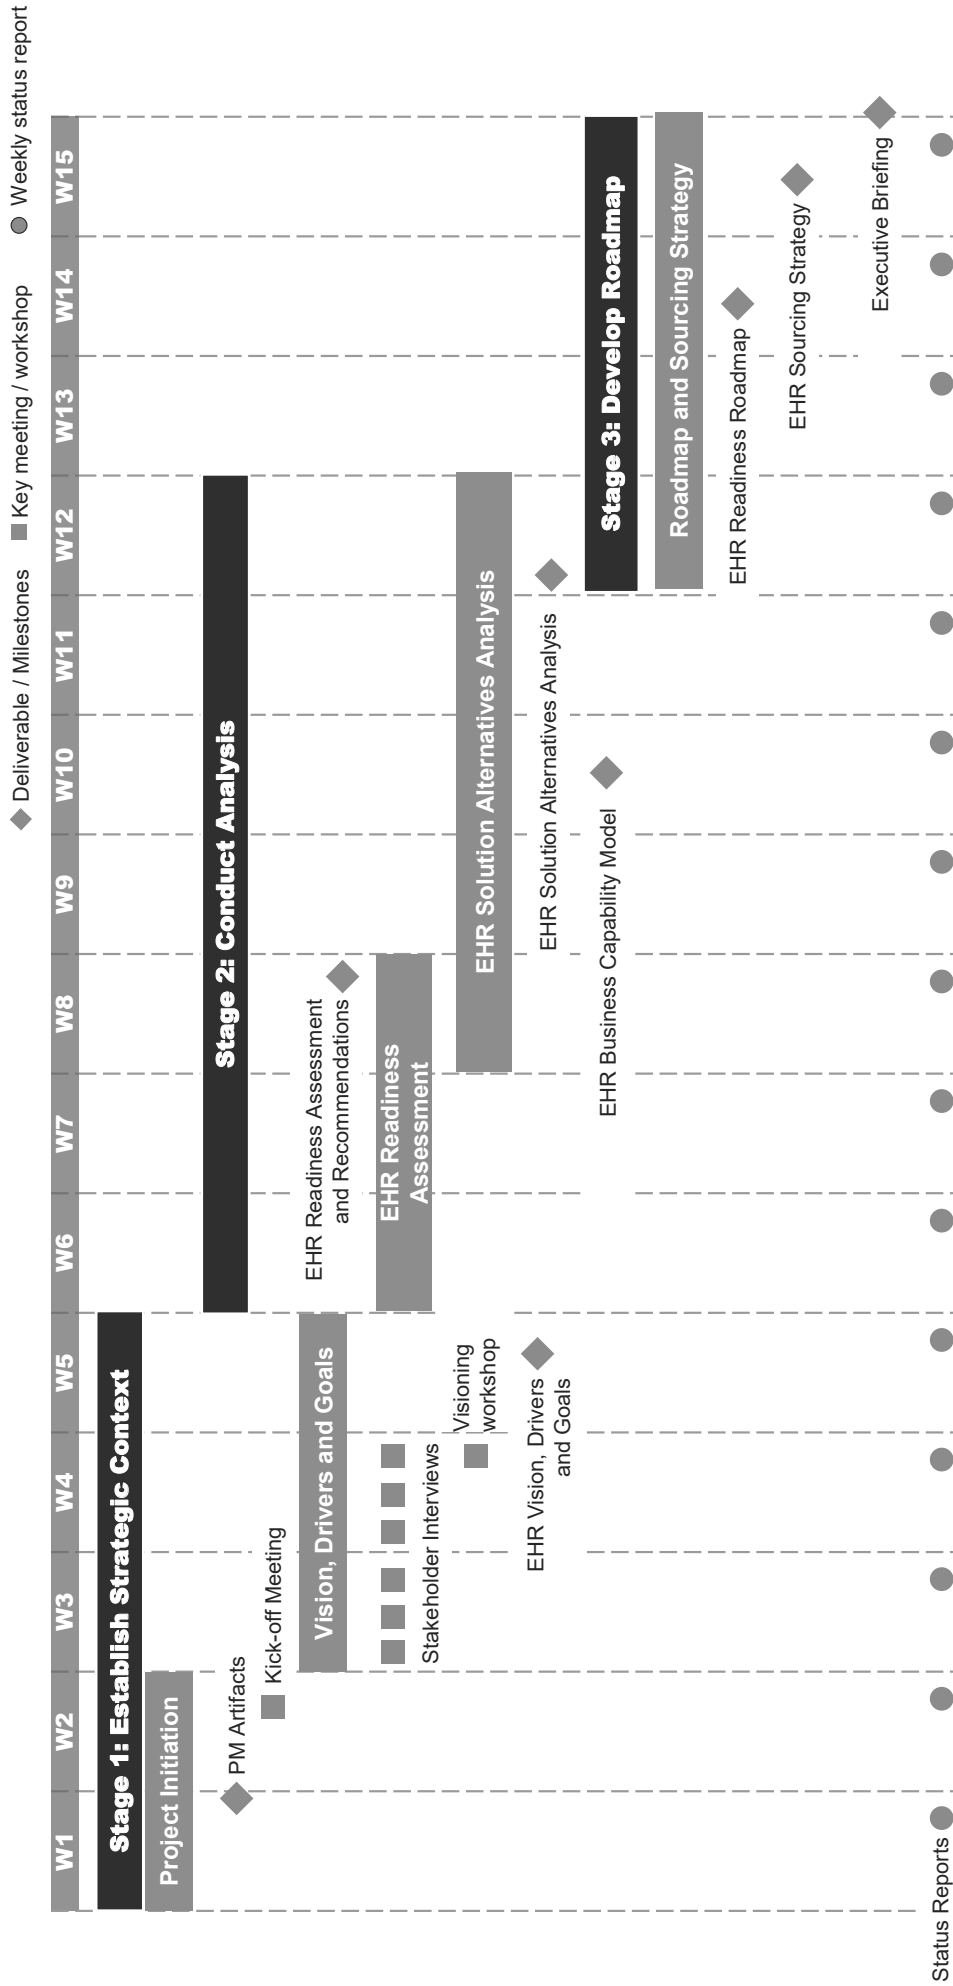 Deliverable / Milestones
Key meeting / workshop
Weekly status report
W1
W2
W3
W4
W5
W6
W7
W8
W9
W10
W11
W12
W13
W14
W15
Stage 1: Establish Strategic Context
Project Initiation
Stage 2: Conduct Analysis
PM Artifacts
Kick-off Meeting
Vision, Drivers and Goals
EHR Readiness Assessment
and Recommendations
Stakeholder Interviews
EHR Readiness
Assessment
Visioning
workshop
EHR Solution Alternatives Analysis
EHR Vision, Drivers
and Goals
EHR Solution Alternatives Analysis
EHR Business Capability Model
Stage 3: Develop Roadmap
Roadmap and Sourcing Strategy
EHR Readiness Roadmap
EHR Sourcing Strategy
Executive Briefing
Status Reports